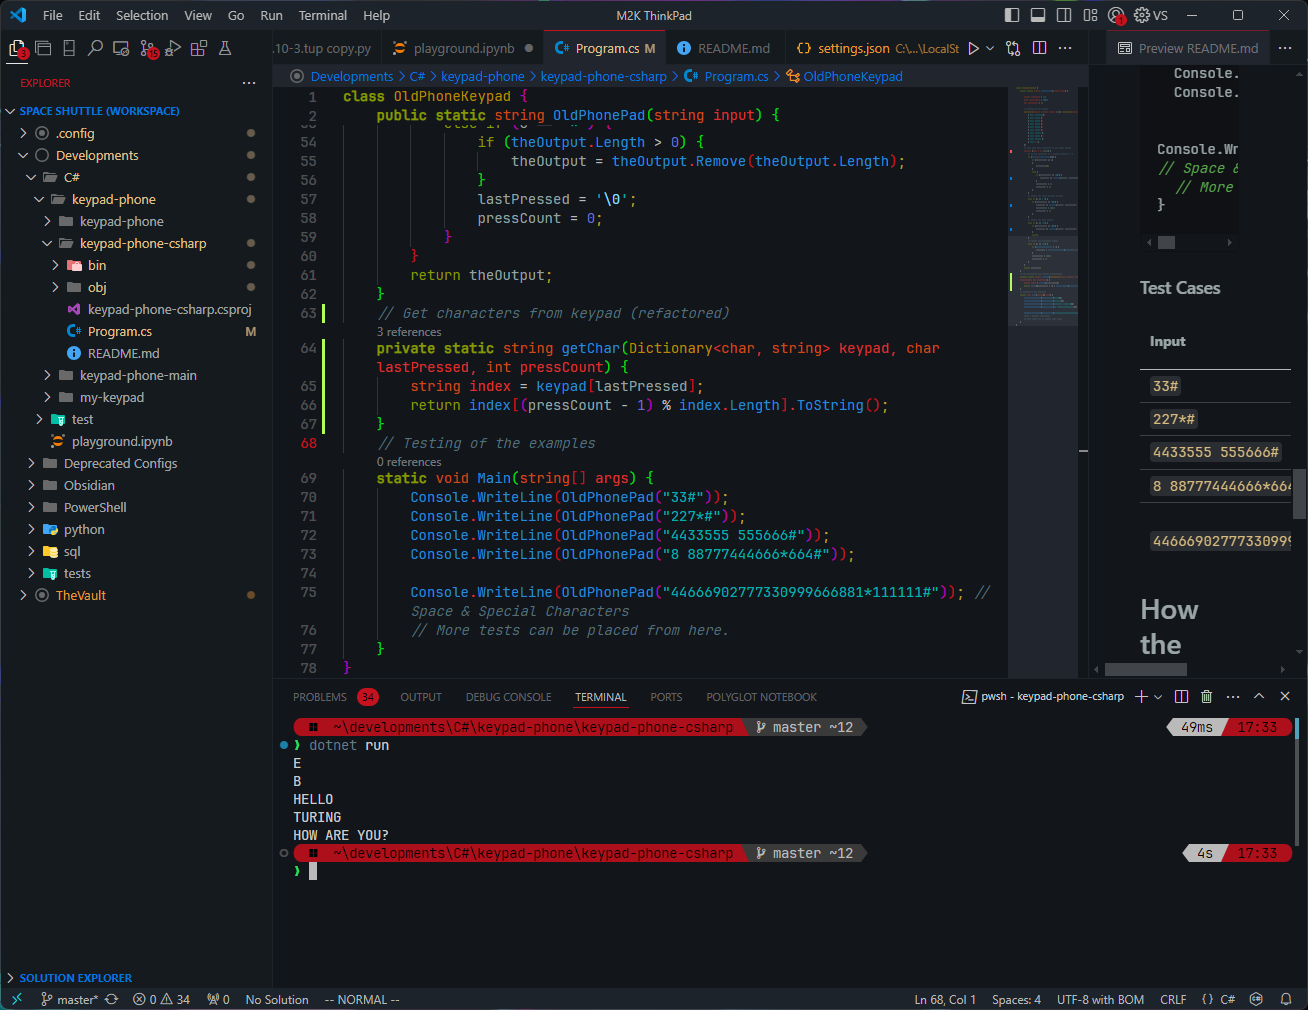 File Edit Selection View Go Run Terminal Help
M2K ThinkPad
VS
3
15
1
.10-3.tup copy.py
playground.ipynb
Program.cs M
README.md
settings.json C:\...\LocalSt
Preview README.md
EXPLORER
SPACE SHUTTLE (WORKSPACE)
.config
Developments
C#
keypad-phone
keypad-phone
keypad-phone-csharp
bin
obj
keypad-phone-csharp.csproj
Program.cs M
README.md
keypad-phone-main
my-keypad
test
playground.ipynb
Deprecated Configs
Obsidian
PowerShell
python
sql
tests
TheVault
SOLUTION EXPLORER
Developments > C# > keypad-phone > keypad-phone-csharp > Program.cs > OldPhoneKeypad
1 class OldPhoneKeypad {
2 public static string OldPhonePad(string input) {
54 if (theOutput.Length > 0) {
55 theOutput = theOutput.Remove(theOutput.Length);
56 }
57 lastPressed = '\0';
58 pressCount = 0;
59 }
60 }
61 return theOutput;
62 }
63 // Get characters from keypad (refactored)
3 references
64 private static string getChar(Dictionary<char, string> keypad, char
lastPressed, int pressCount) {
65 string index = keypad[lastPressed];
66 return index[(pressCount - 1) % index.Length].ToString();
67 }
68 // Testing of the examples
0 references
69 static void Main(string[] args) {
70 Console.WriteLine(OldPhonePad("33#"));
71 Console.WriteLine(OldPhonePad("227*#"));
72 Console.WriteLine(OldPhonePad("4433555 555666#"));
73 Console.WriteLine(OldPhonePad("8 88777444666*664#"));
74
75 Console.WriteLine(OldPhonePad("44666902777330999666881*111111#")); //
Space & Special Characters
76 // More tests can be placed from here.
77 }
78 }
Console.
Console.
Console.Wr
// Space &
// More
}
Test Cases
Input
33#
227*#
4433555 555666#
8 88777444666*664
44666902777330999
How
the
PROBLEMS 34 OUTPUT DEBUG CONSOLE TERMINAL PORTS POLYGLOT NOTEBOOK
pwsh - keypad-phone-csharp
~\developments\C#\keypad-phone\keypad-phone-csharp master ~12 49ms 17:33
❯ dotnet run
E
B
HELLO
TURING
HOW ARE YOU?
~\developments\C#\keypad-phone\keypad-phone-csharp master ~12 4s 17:33
❯
master* 0 34 0 No Solution -- NORMAL -- Ln 68, Col 1 Spaces: 4 UTF-8 with BOM CRLF {} C#